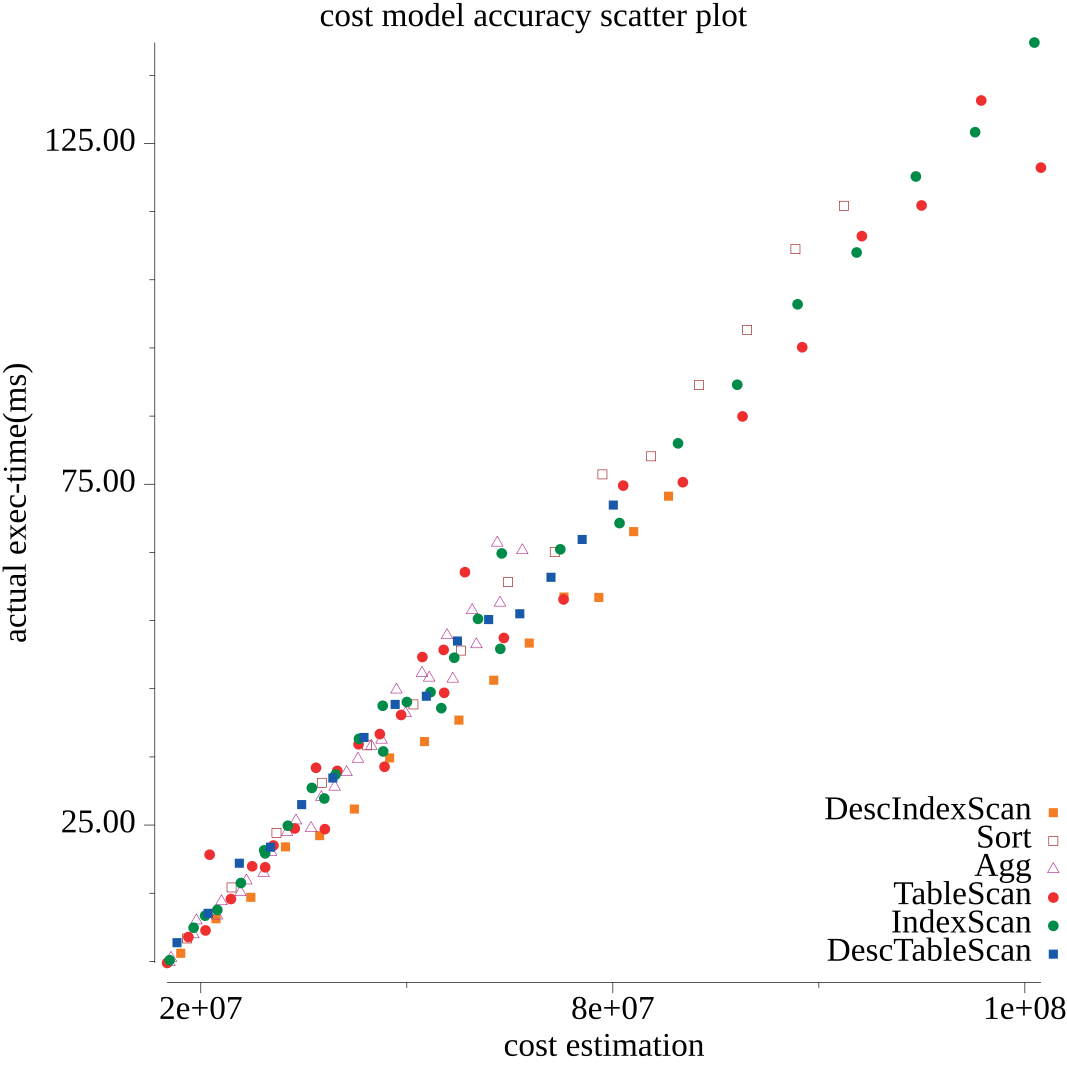 cost model accuracy scatter plot
125.00
75.00
25.00
actual exec-time(ms)
DescIndexScan
Sort
Agg
TableScan
IndexScan
DescTableScan
2e+07 8e+07 1e+08
cost estimation